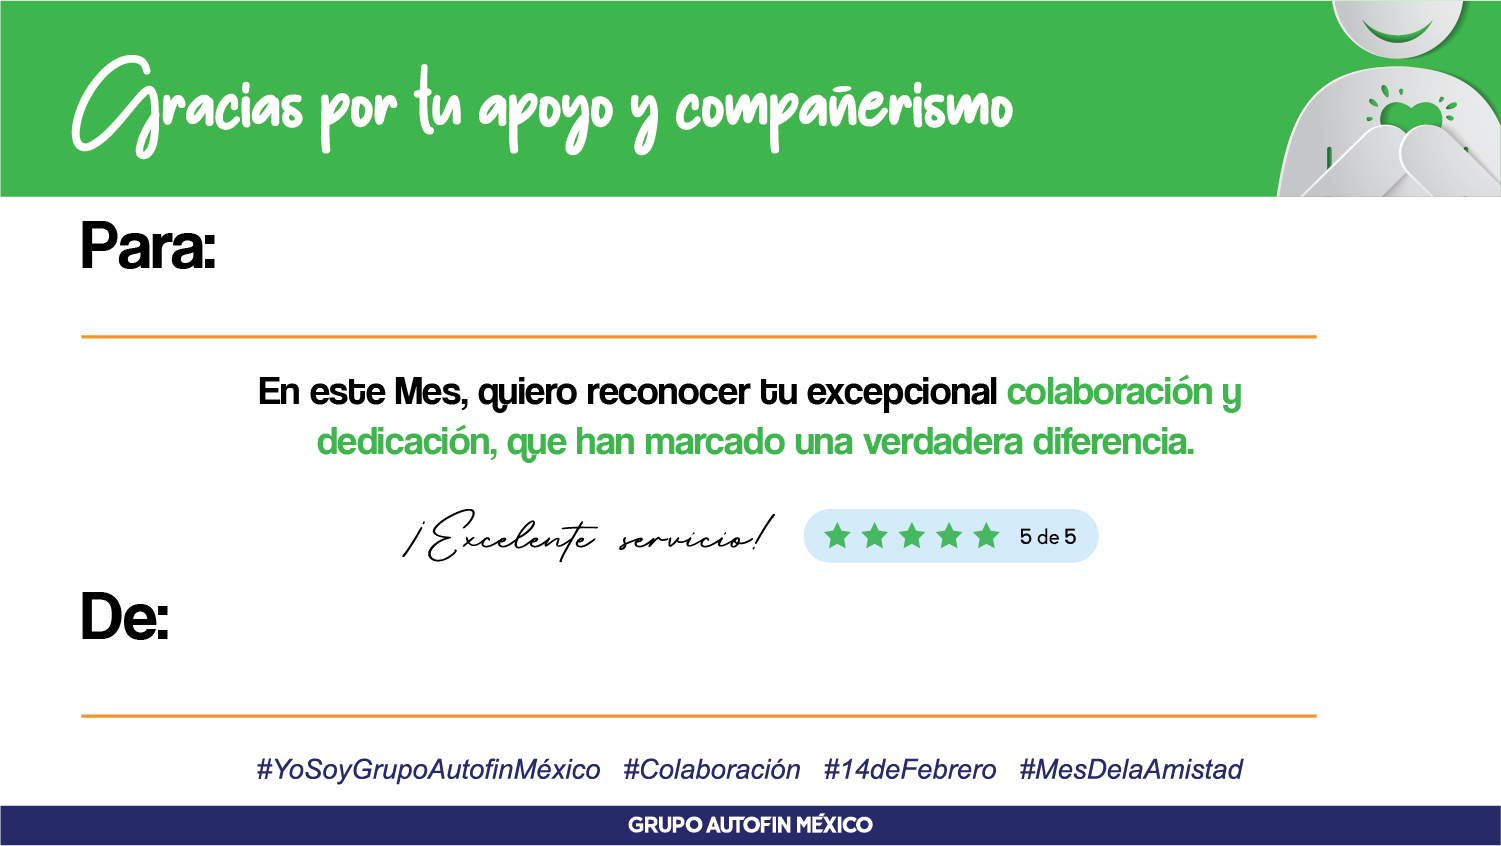 Gracias por tu apoyo y compañerismo
Para:
En este Mes, quiero reconocer tu excepcional colaboración y
dedicación, que han marcado una verdadera diferencia.
¡Excelente servicio! 5 de 5
De:
#YoSoyGrupoAutofinMéxico #Colaboración #14deFebrero #MesDelaAmistad
GRUPO AUTOFIN MÉXICO